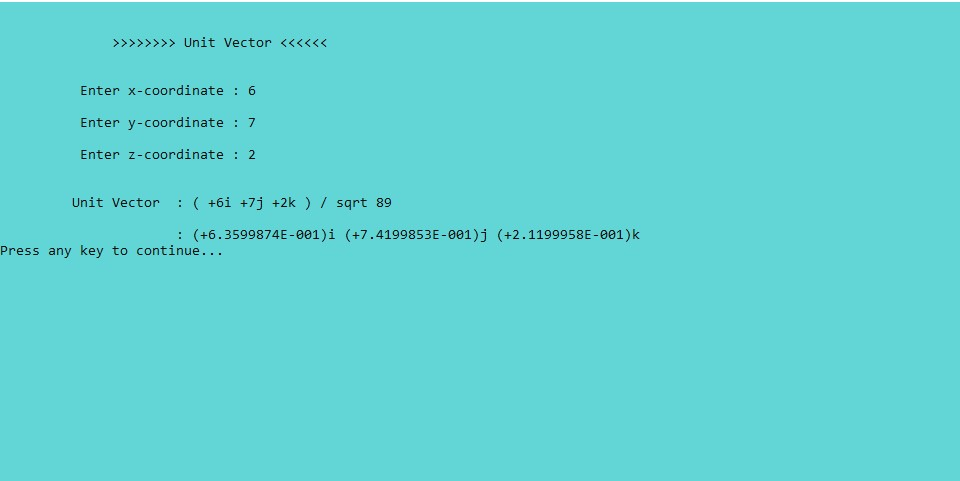 >>>>>>>> Unit Vector <<<<<<
Enter x-coordinate : 6
Enter y-coordinate : 7
Enter z-coordinate : 2
Unit Vector  : ( +6i +7j +2k ) / sqrt 89
: (+6.3599874E-001)i (+7.4199853E-001)j (+2.1199958E-001)k
Press any key to continue...